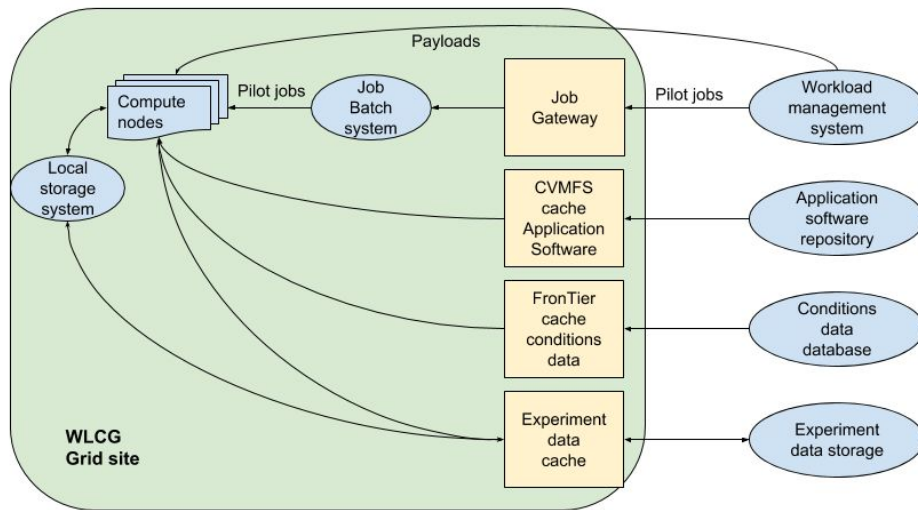 Payloads
Compute
nodes
Pilot jobs
Job
Batch
system
Job
Gateway
Pilot jobs
Workload
management
system
Local
storage
system
CVMFS
cache
Application
Software
Application
software
repository
FronTier
cache
conditions
data
Conditions
data
database
WLCG
Grid site
Experiment
data
cache
Experiment
data storage